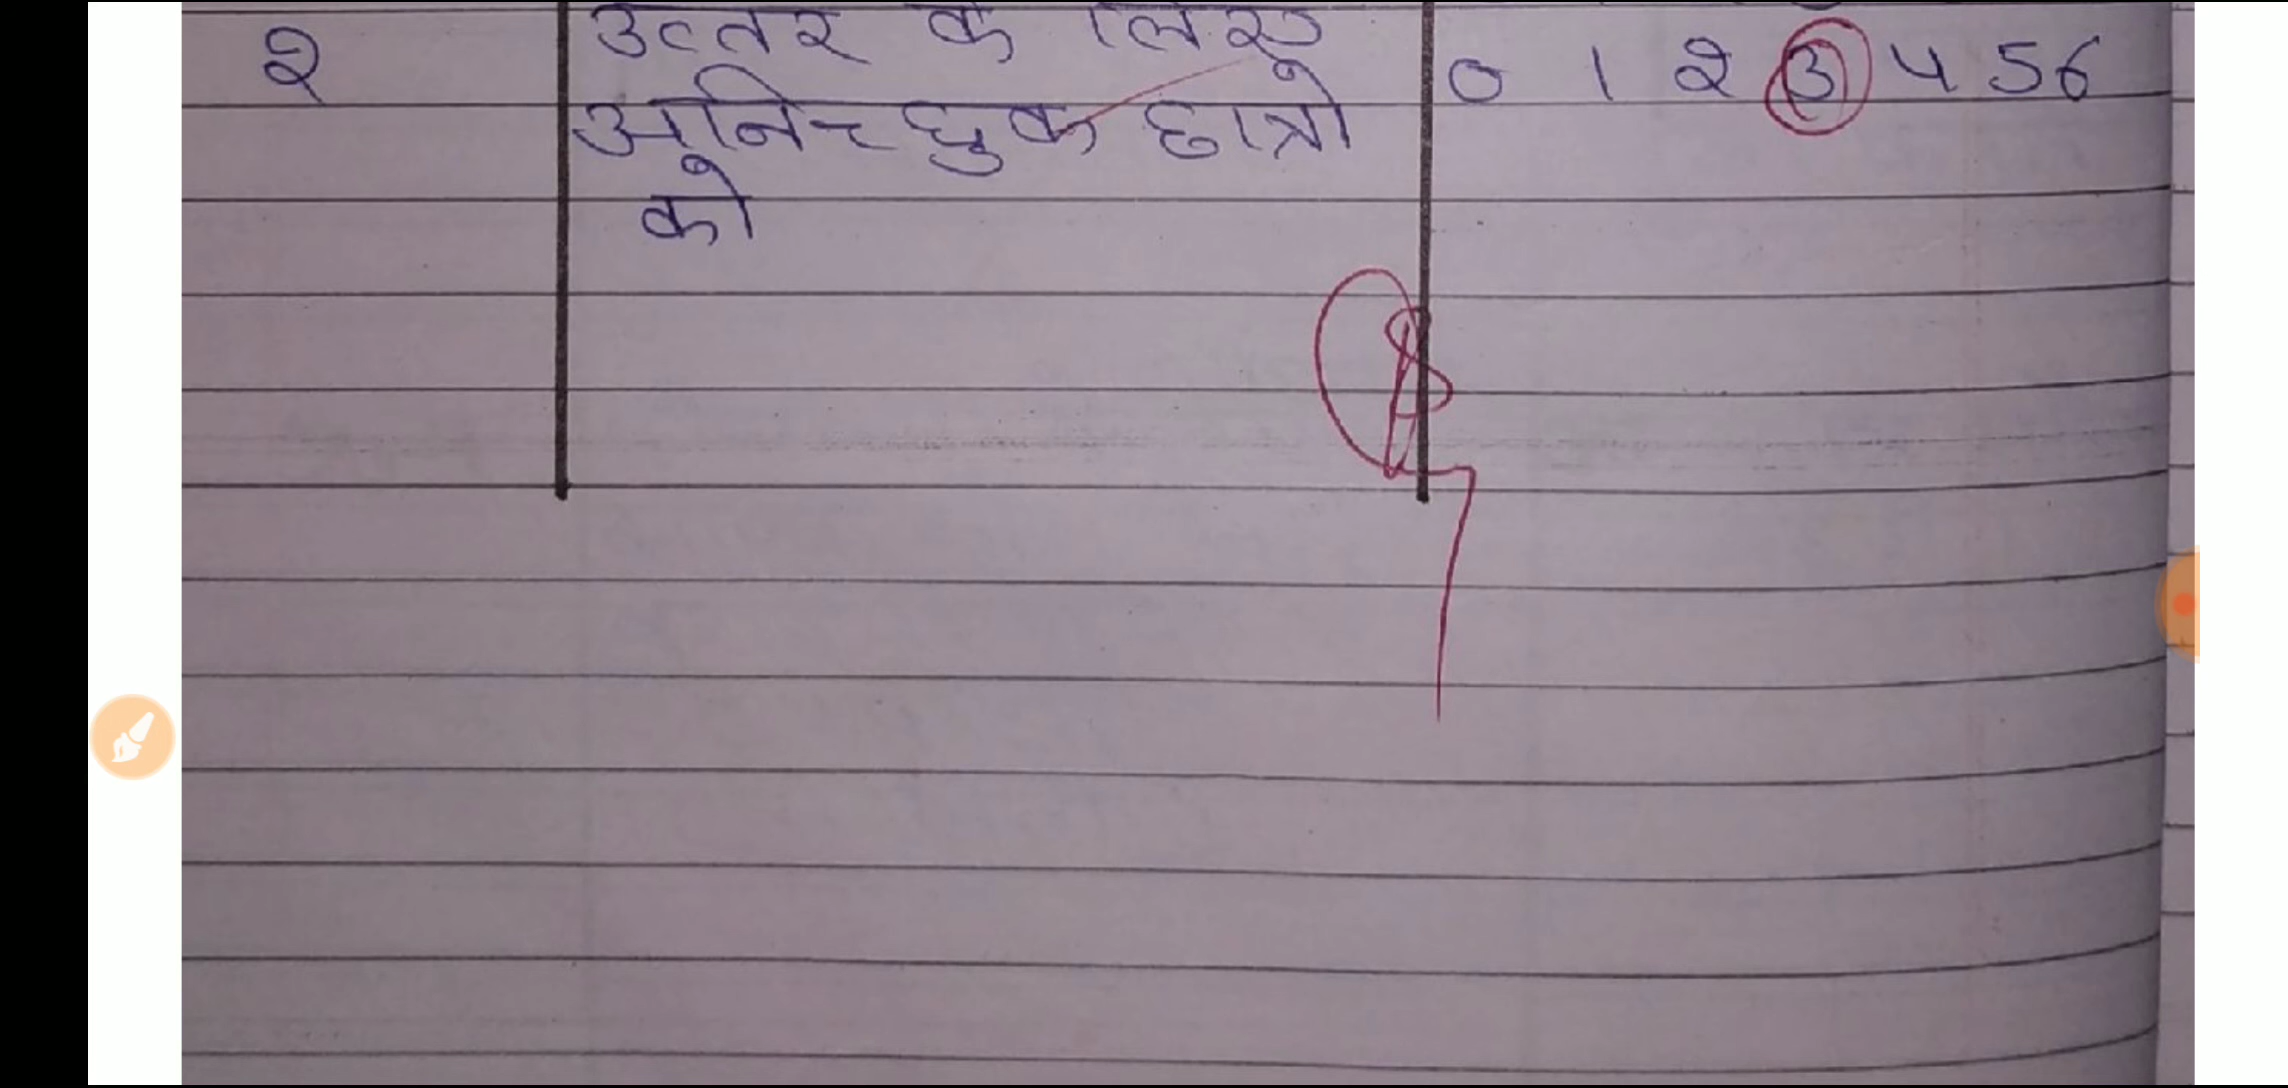 २ उत्तर के लिए 0 1 2 3 4 5 6
अनिच्छुक छात्रो
को